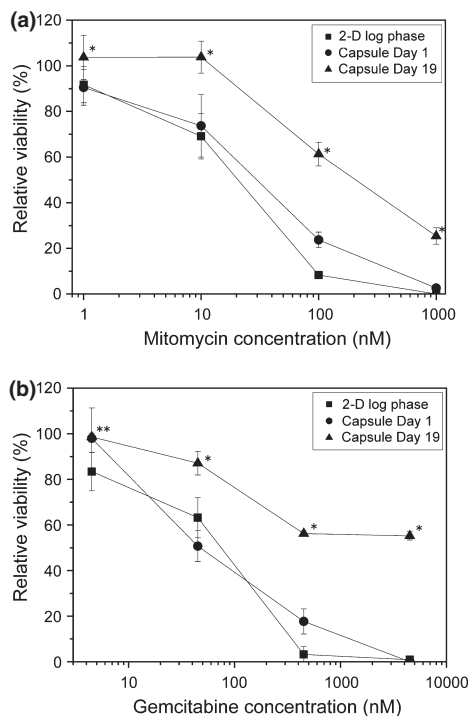 (a)
120
100
80
60
40
20
0
Relative viability (%)
2-D log phase
Capsule Day 1
Capsule Day 19
*
*
*
*
1
10
100
1000
Mitomycin concentration (nM)
(b)
120
100
80
60
40
20
0
Relative viability (%)
2-D log phase
Capsule Day 1
Capsule Day 19
**
*
*
*
10
100
1000
10000
Gemcitabine concentration (nM)